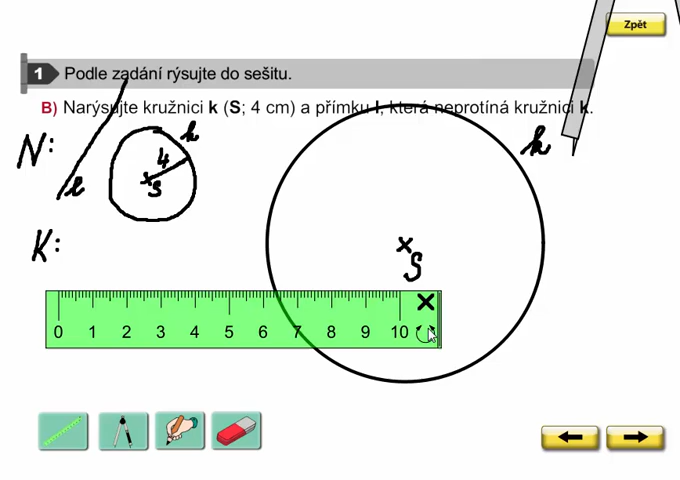 Zpět
1 Podle zadání rýsujte do sešitu.
B) Narýsujte kružnici k (S; 4 cm) a přímku l, která neprotíná kružnici k.
N:
l
k
4
S
k
K:
S
0 1 2 3 4 5 6 7 8 9 10